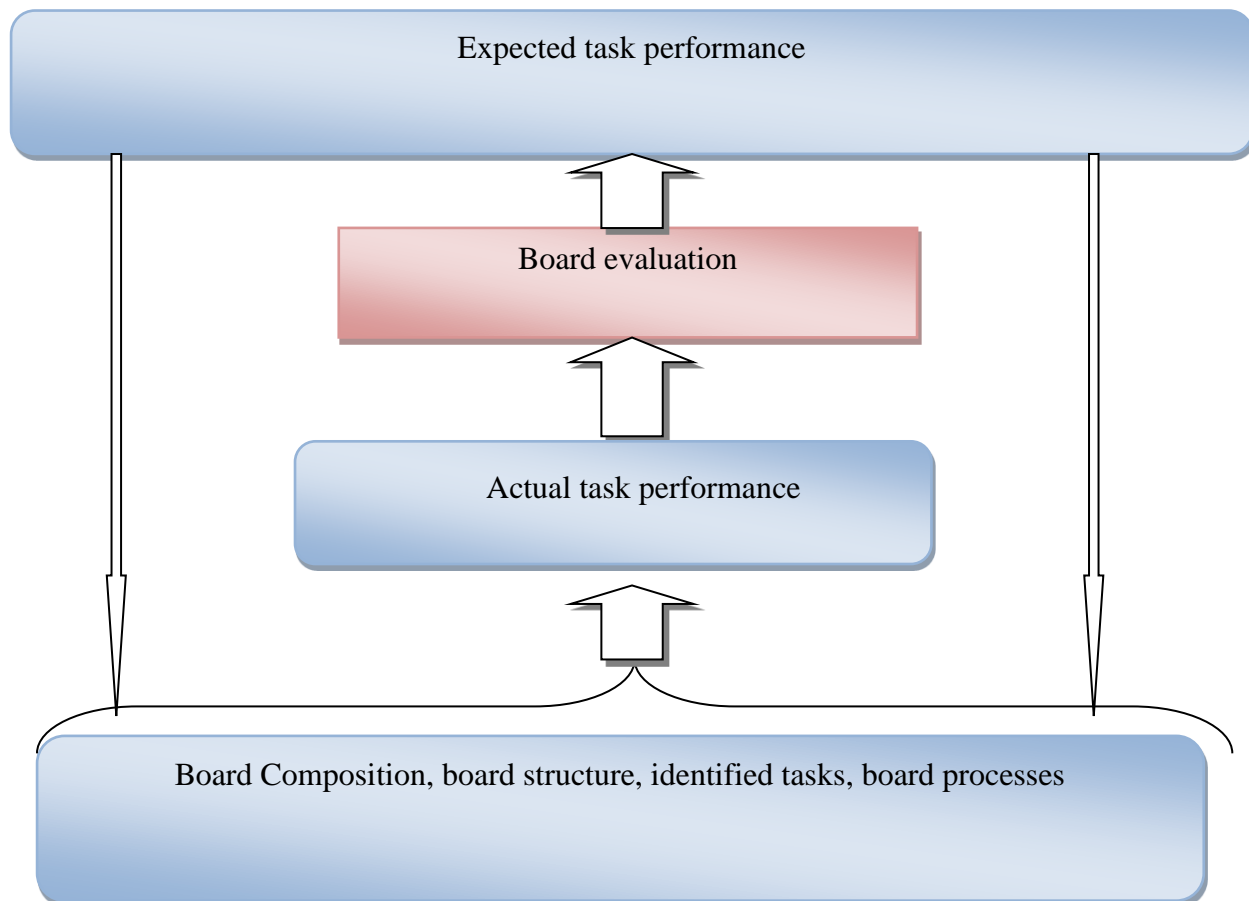 Expected task performance
Board evaluation
Actual task performance
Board Composition, board structure, identified tasks, board processes